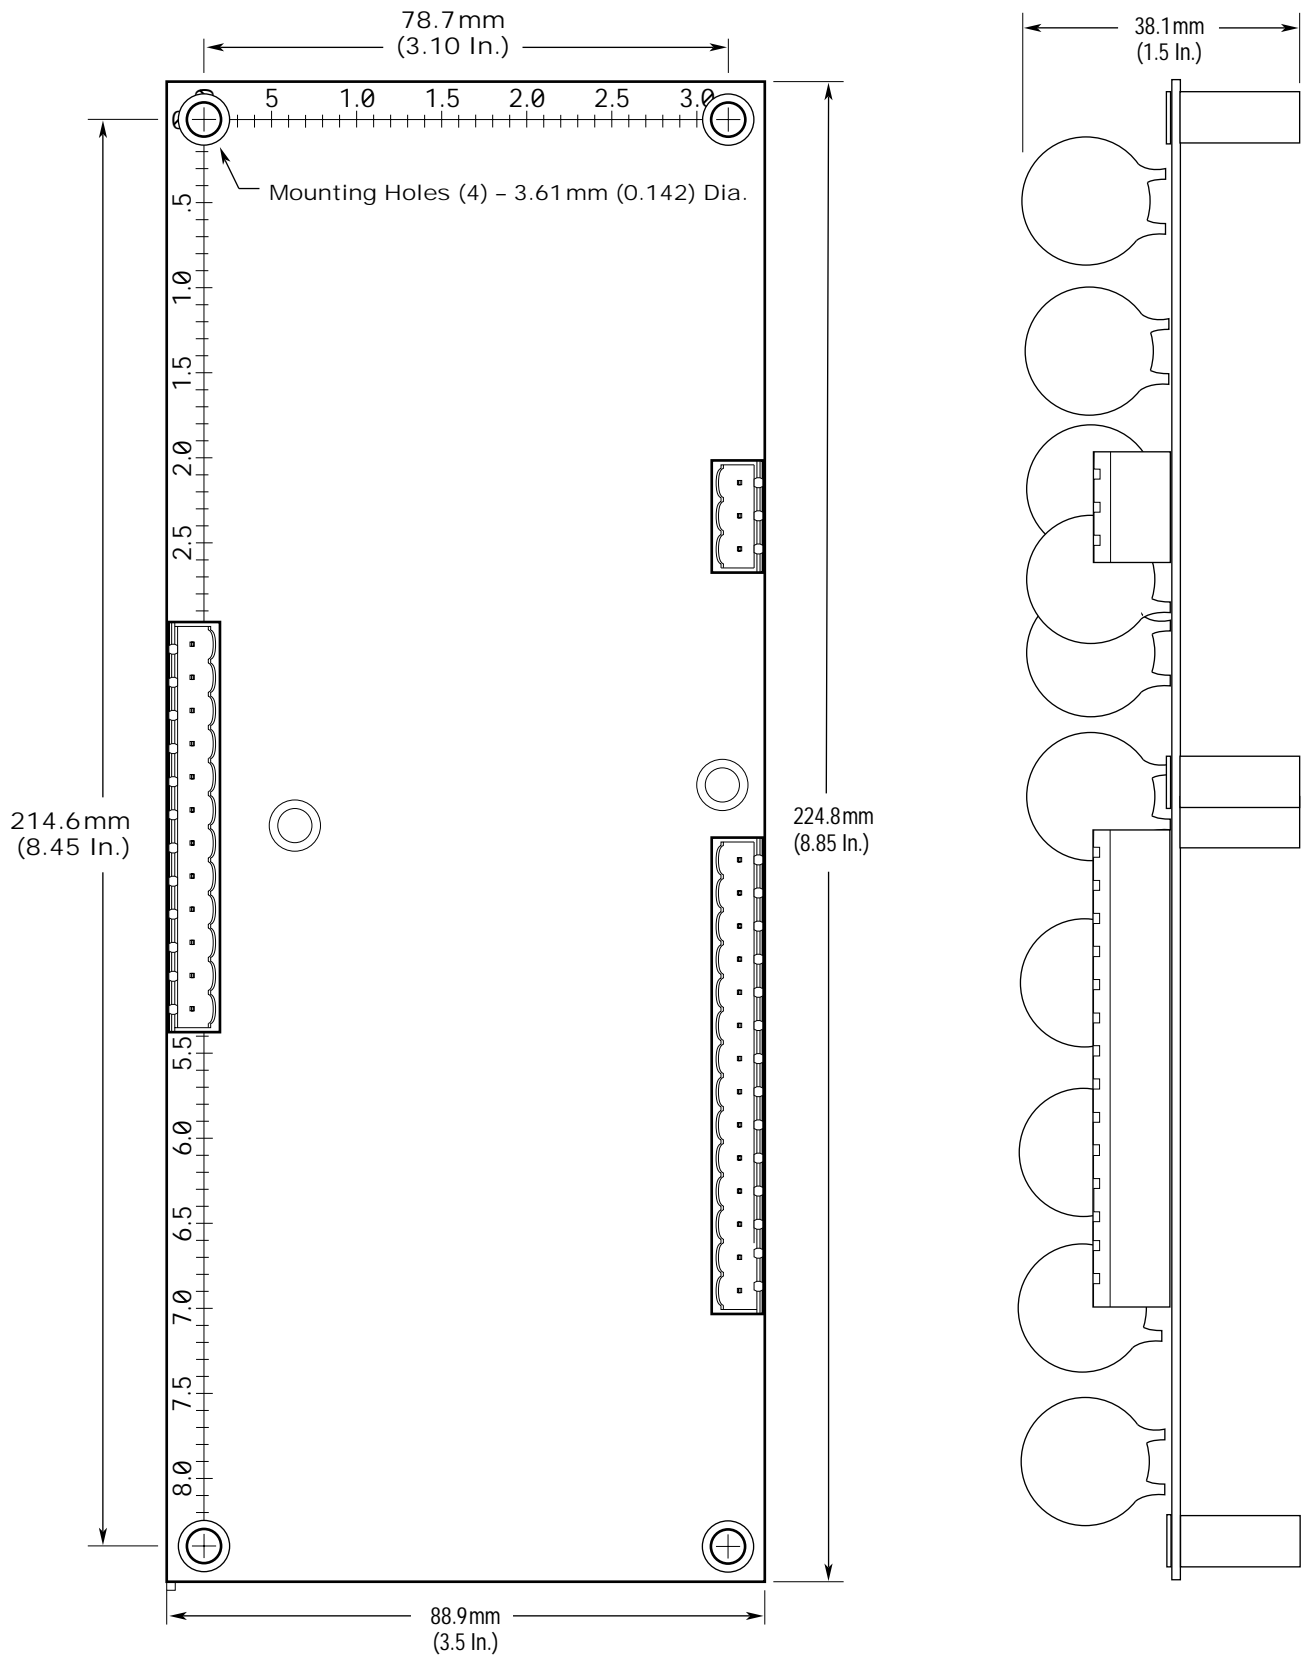 78.7mm
(3.10 In.)
38.1mm
(1.5 In.)
0 5 1.0 1.5 2.0 2.5 3.0
0
Mounting Holes (4) – 3.61mm (0.142) Dia.
.5
1.0
1.5
2.0
2.5
214.6mm
(8.45 In.)
224.8mm
(8.85 In.)
5.5
6.0
6.5
7.0
7.5
8.0
88.9mm
(3.5 In.)